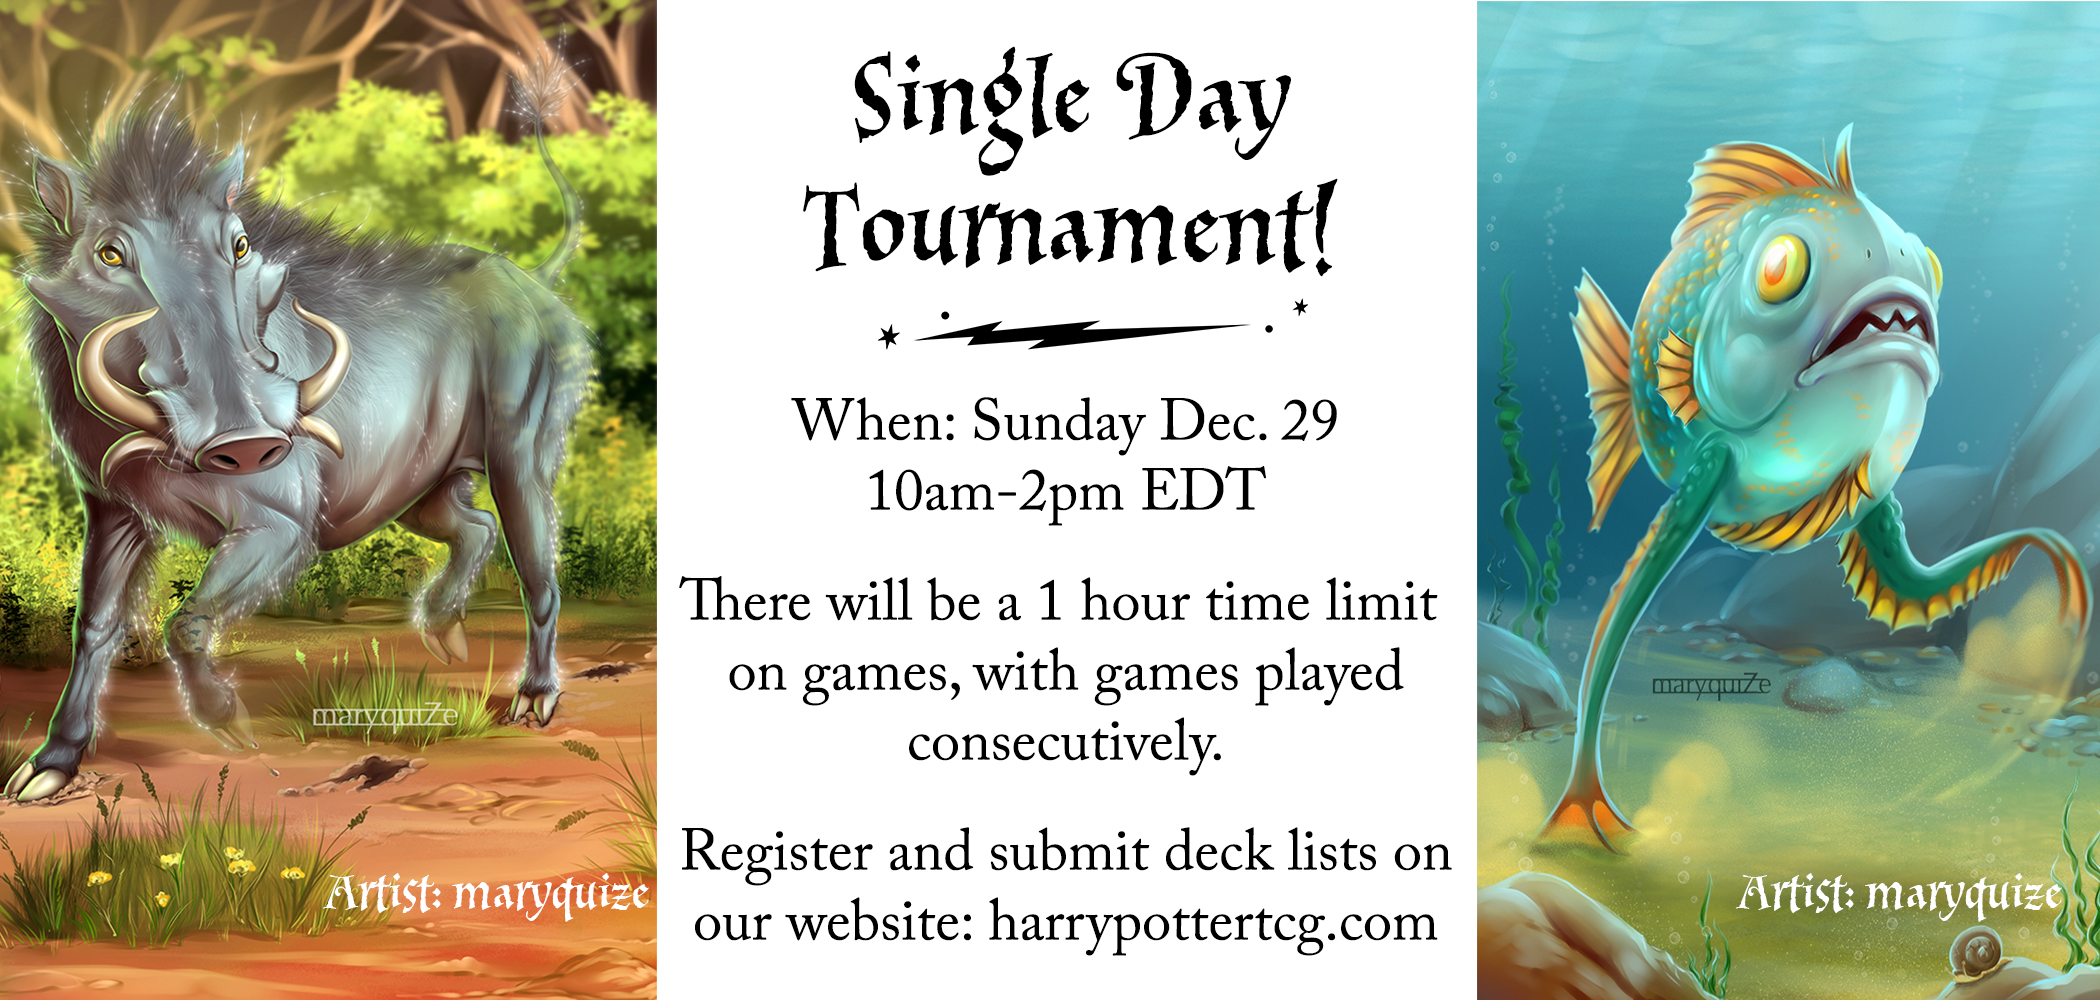 Single Day
Tournament!
When: Sunday Dec. 29
10am-2pm EDT
There will be a 1 hour time limit
on games, with games played
consecutively.
Register and submit deck lists on
our website: harrypottertcg.com
maryquiZe
Artist: maryquize
maryquiZe
Artist: maryquize